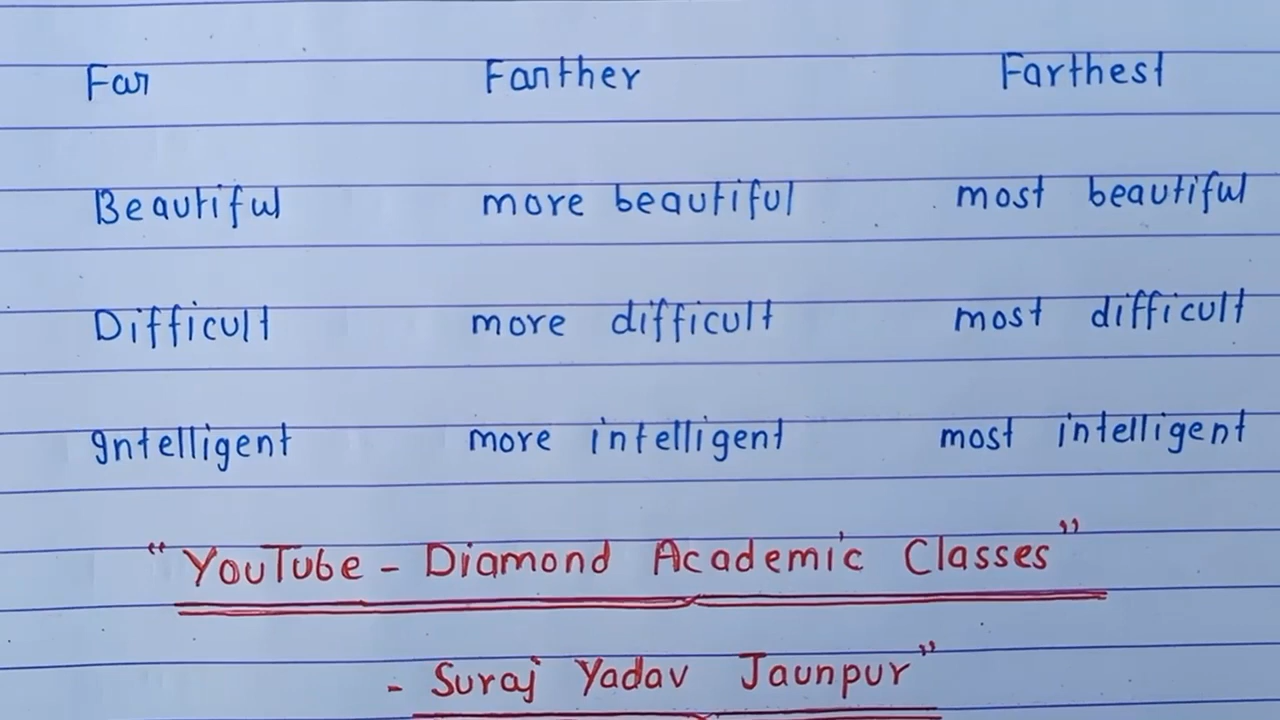 Far Farther Farthest
Beautiful more beautiful most beautiful
Difficult more difficult most difficult
Intelligent more intelligent most intelligent
"YouTube - Diamond Academic Classes"
- Suraj Yadav Jaunpur"